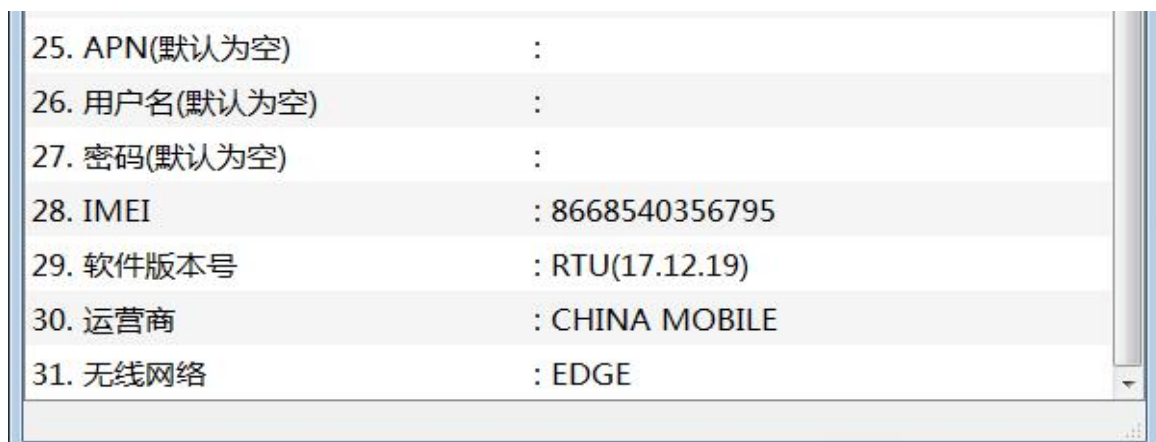 25. APN(默认为空) :
26. 用户名(默认为空) :
27. 密码(默认为空) :
28. IMEI : 8668540356795
29. 软件版本号 : RTU(17.12.19)
30. 运营商 : CHINA MOBILE
31. 无线网络 : EDGE